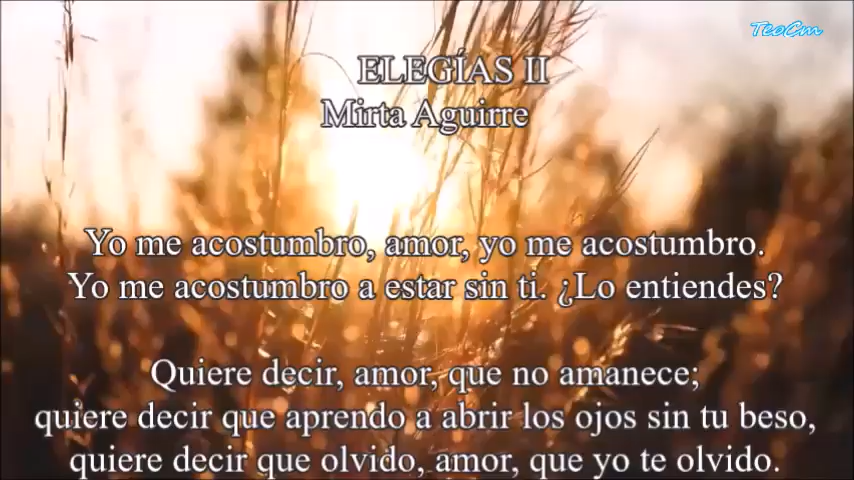 TeoCm
ELEGÍAS II
Mirta Aguirre
Yo me acostumbro, amor, yo me acostumbro.
Yo me acostumbro a estar sin ti. ¿Lo entiendes?
Quiere decir, amor, que no amanece;
quiere decir que aprendo a abrir los ojos sin tu beso,
quiere decir que olvido, amor, que yo te olvido.